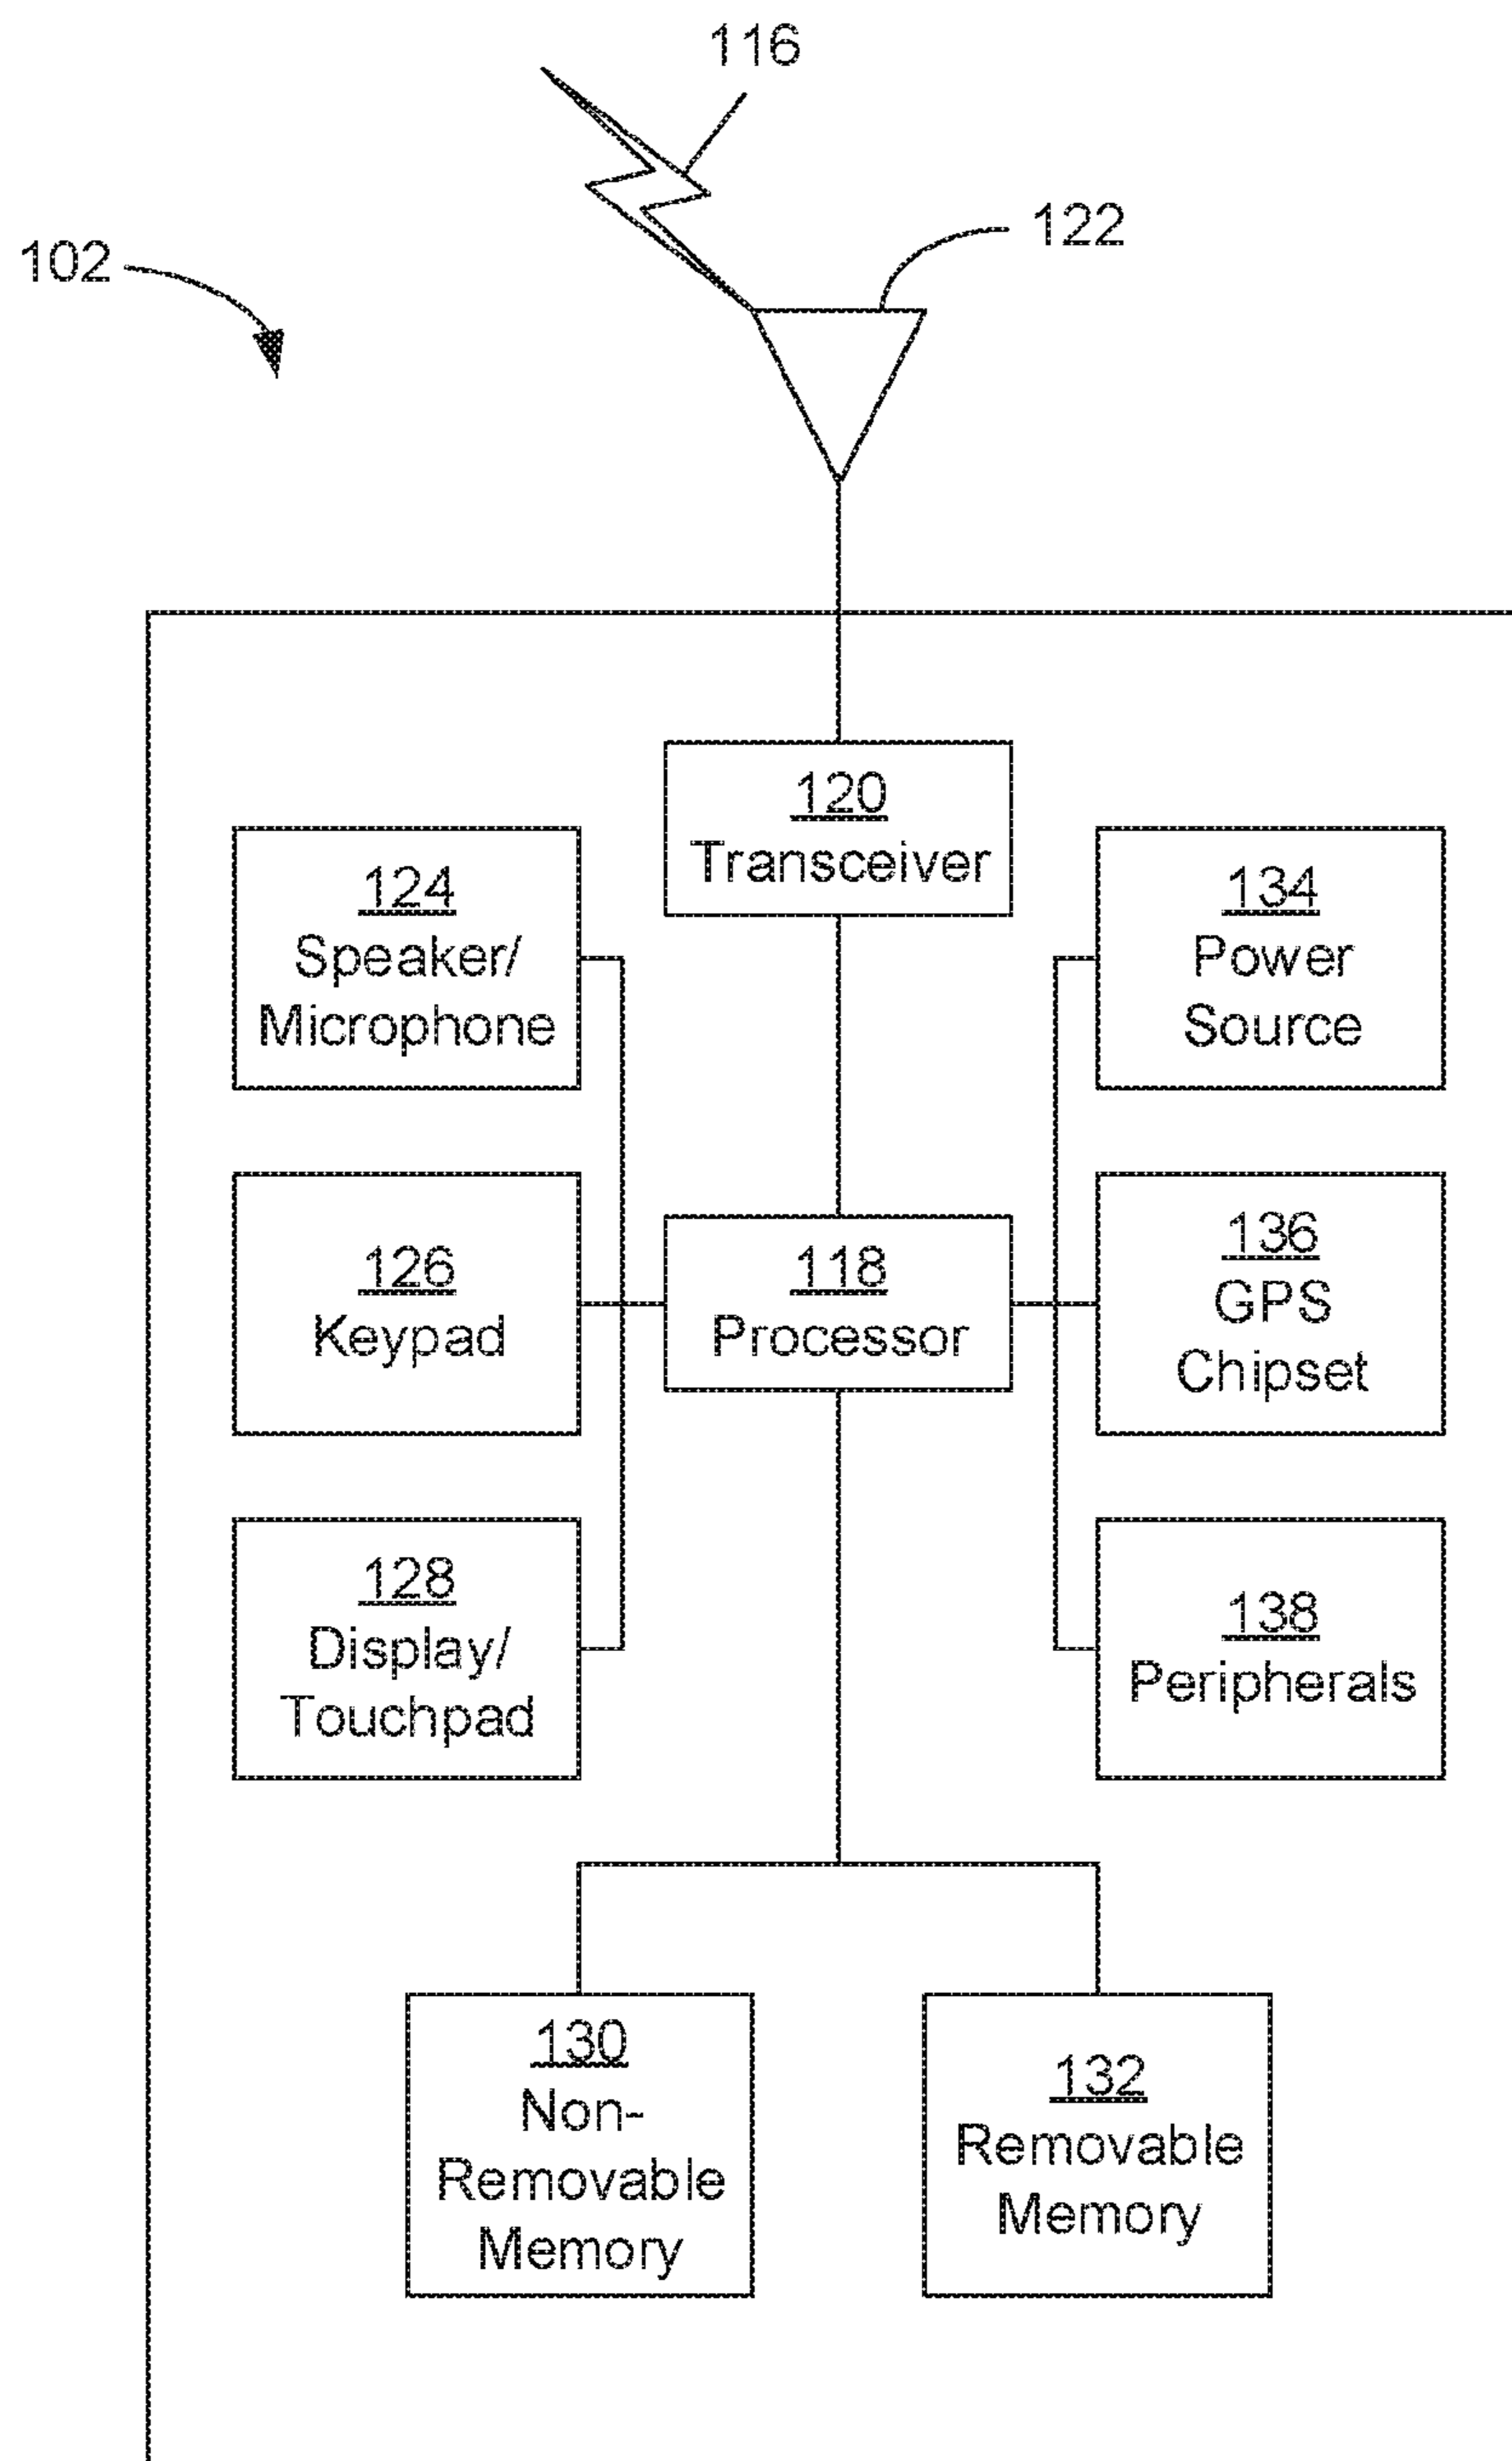 116
122
102
120
Transceiver
124
Speaker/
Microphone
134
Power
Source
126
Keypad
118
Processor
136
GPS
Chipset
128
Display/
Touchpad
138
Peripherals
130
Non-
Removable
Memory
132
Removable
Memory